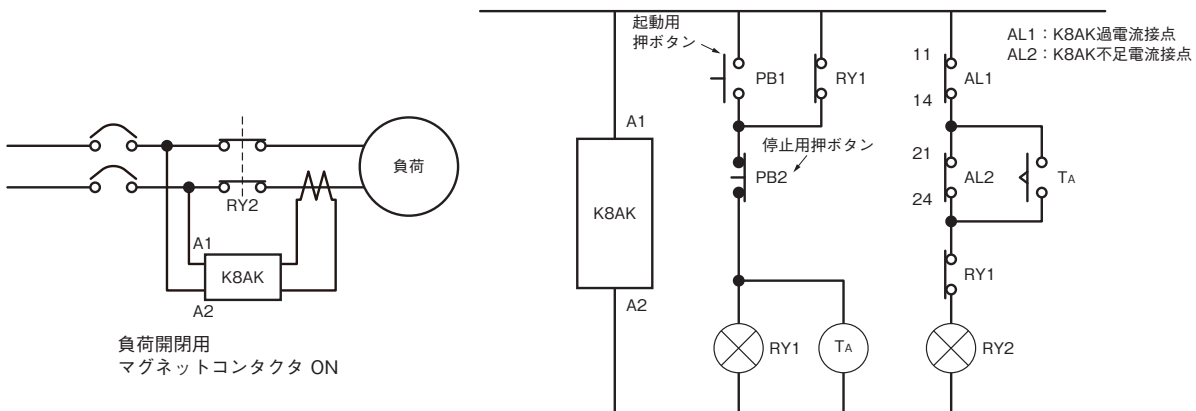 負荷
RY2
A1
K8AK
A2
負荷開閉用
マグネットコンタクタ ON
A1
K8AK
A2
起動用
押ボタン
PB1
RY1
停止用押ボタン
PB2
RY1
TA
AL1：K8AK過電流接点
AL2：K8AK不足電流接点
11
AL1
14
21
AL2
TA
24
RY1
RY2